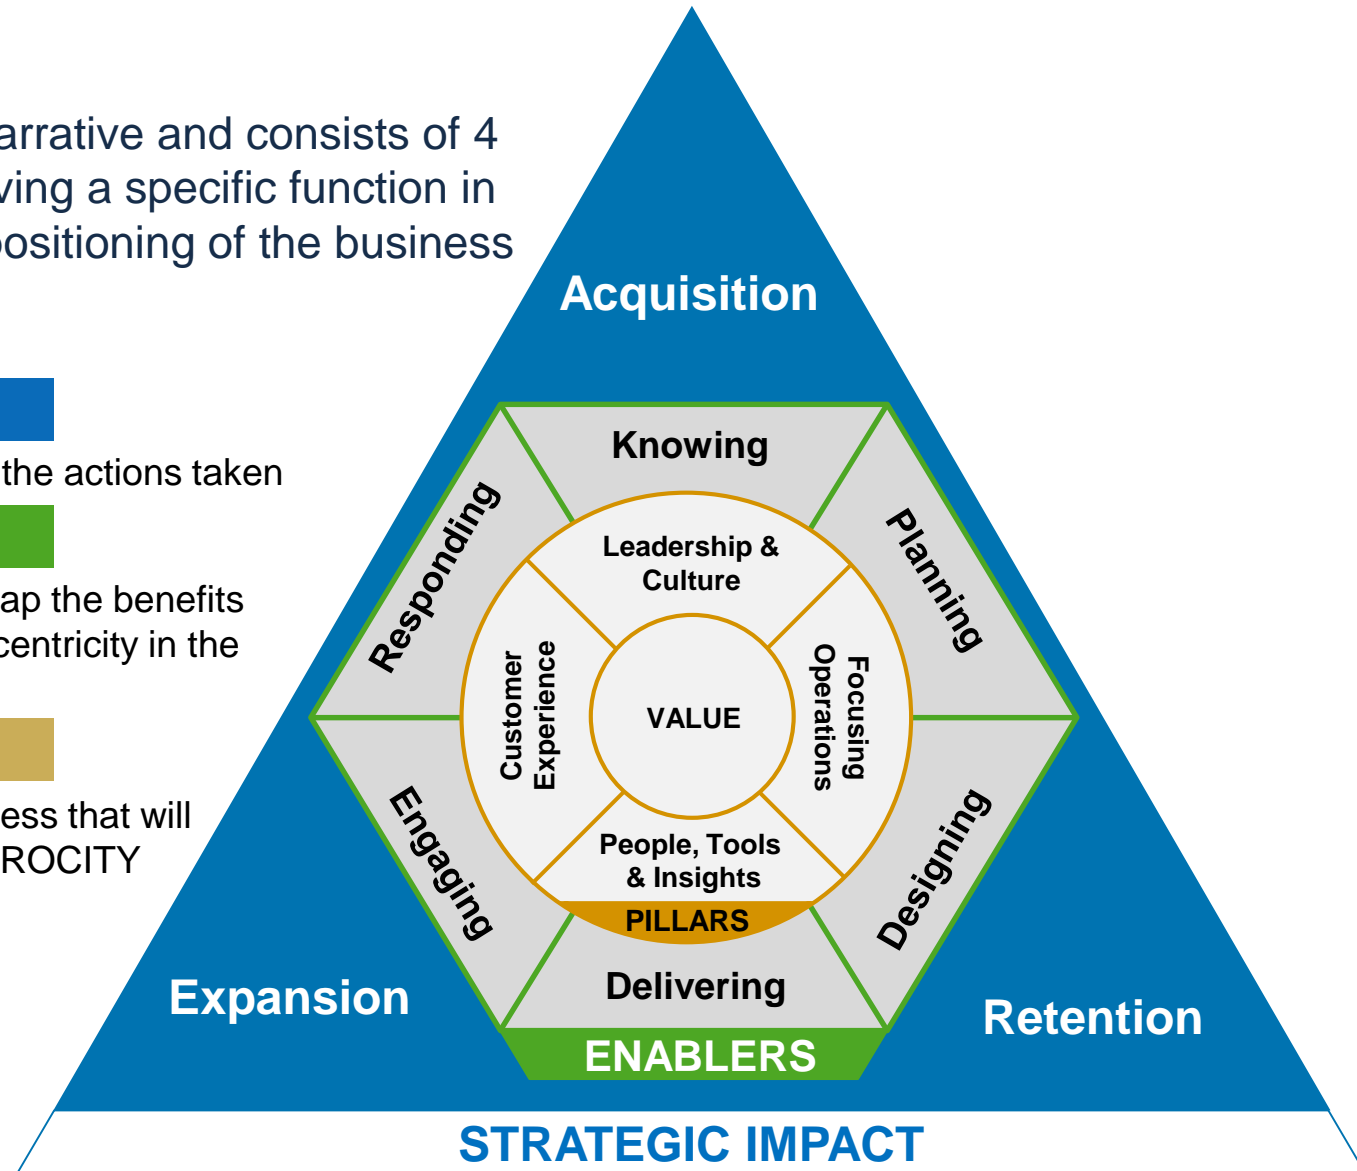 arrative and consists of 4
ving a specific function in
positioning of the business
the actions taken
ap the benefits
centricity in the
ess that will
ROCITY
Acquisition
Knowing
Responding
Planning
Leadership &
Culture
Customer
Experience
VALUE
Focusing
Operations
People, Tools
& Insights
PILLARS
Engaging
Designing
Delivering
Expansion
Retention
ENABLERS
STRATEGIC IMPACT